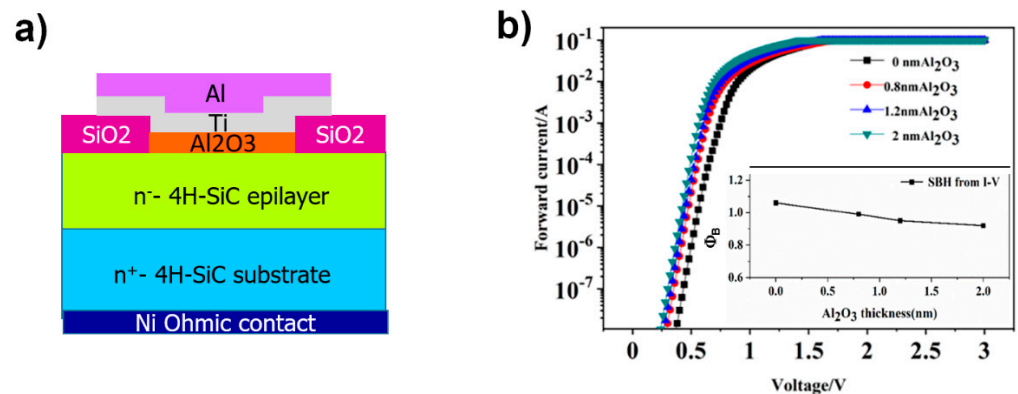 a)
Al
Ti
SiO2
SiO2
Al2O3
n⁻- 4H-SiC epilayer
n⁺- 4H-SiC substrate
Ni Ohmic contact
b)
Forward current/A
10⁻¹
10⁻²
10⁻³
10⁻⁴
10⁻⁵
10⁻⁶
10⁻⁷
0 nmAl₂O₃
0.8nmAl₂O₃
1.2nmAl₂O₃
2 nmAl₂O₃
SBH from I-V
Φ_B
1.2
1.0
0.8
0.6
0.0 0.5 1.0 1.5 2.0
Al₂O₃ thickness(nm)
0 0.5 1 1.5 2 2.5 3
Voltage/V